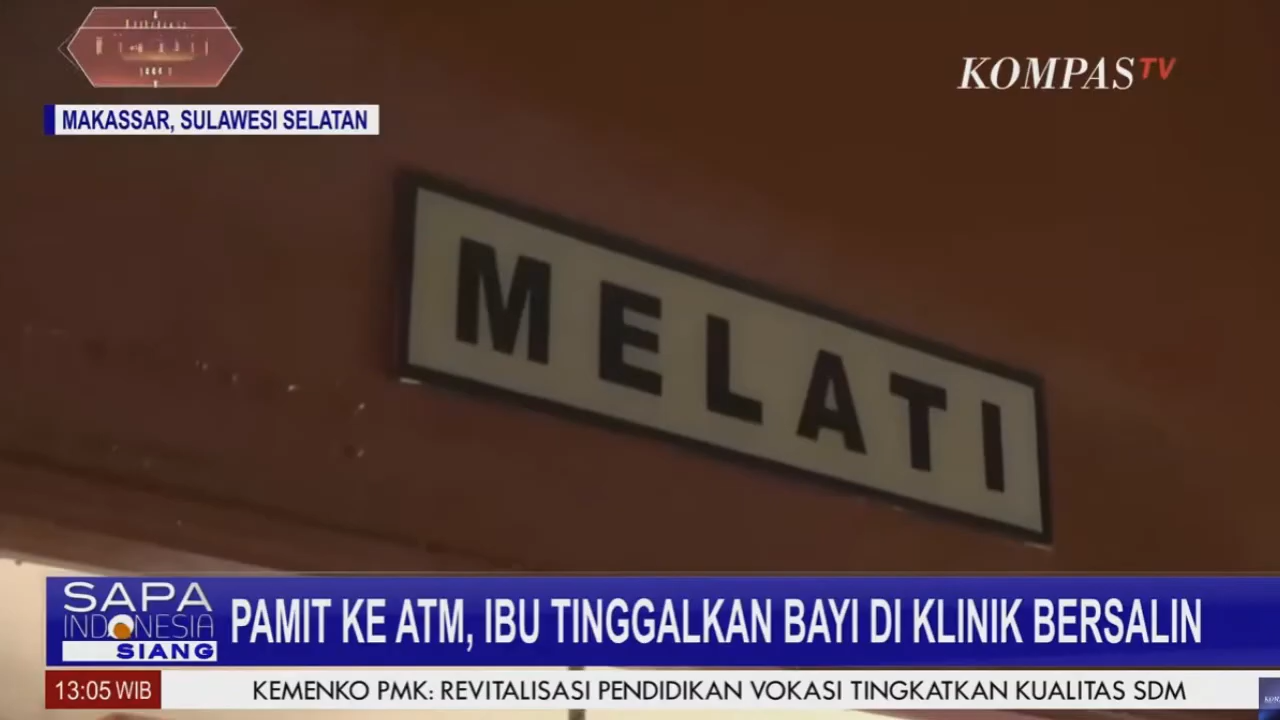 KOMPASTV
MAKASSAR, SULAWESI SELATAN
MELATI
SAPA
INDONESIA
SIANG
PAMIT KE ATM, IBU TINGGALKAN BAYI DI KLINIK BERSALIN
13:05 WIB
KEMENKO PMK: REVITALISASI PENDIDIKAN VOKASI TINGKATKAN KUALITAS SDM